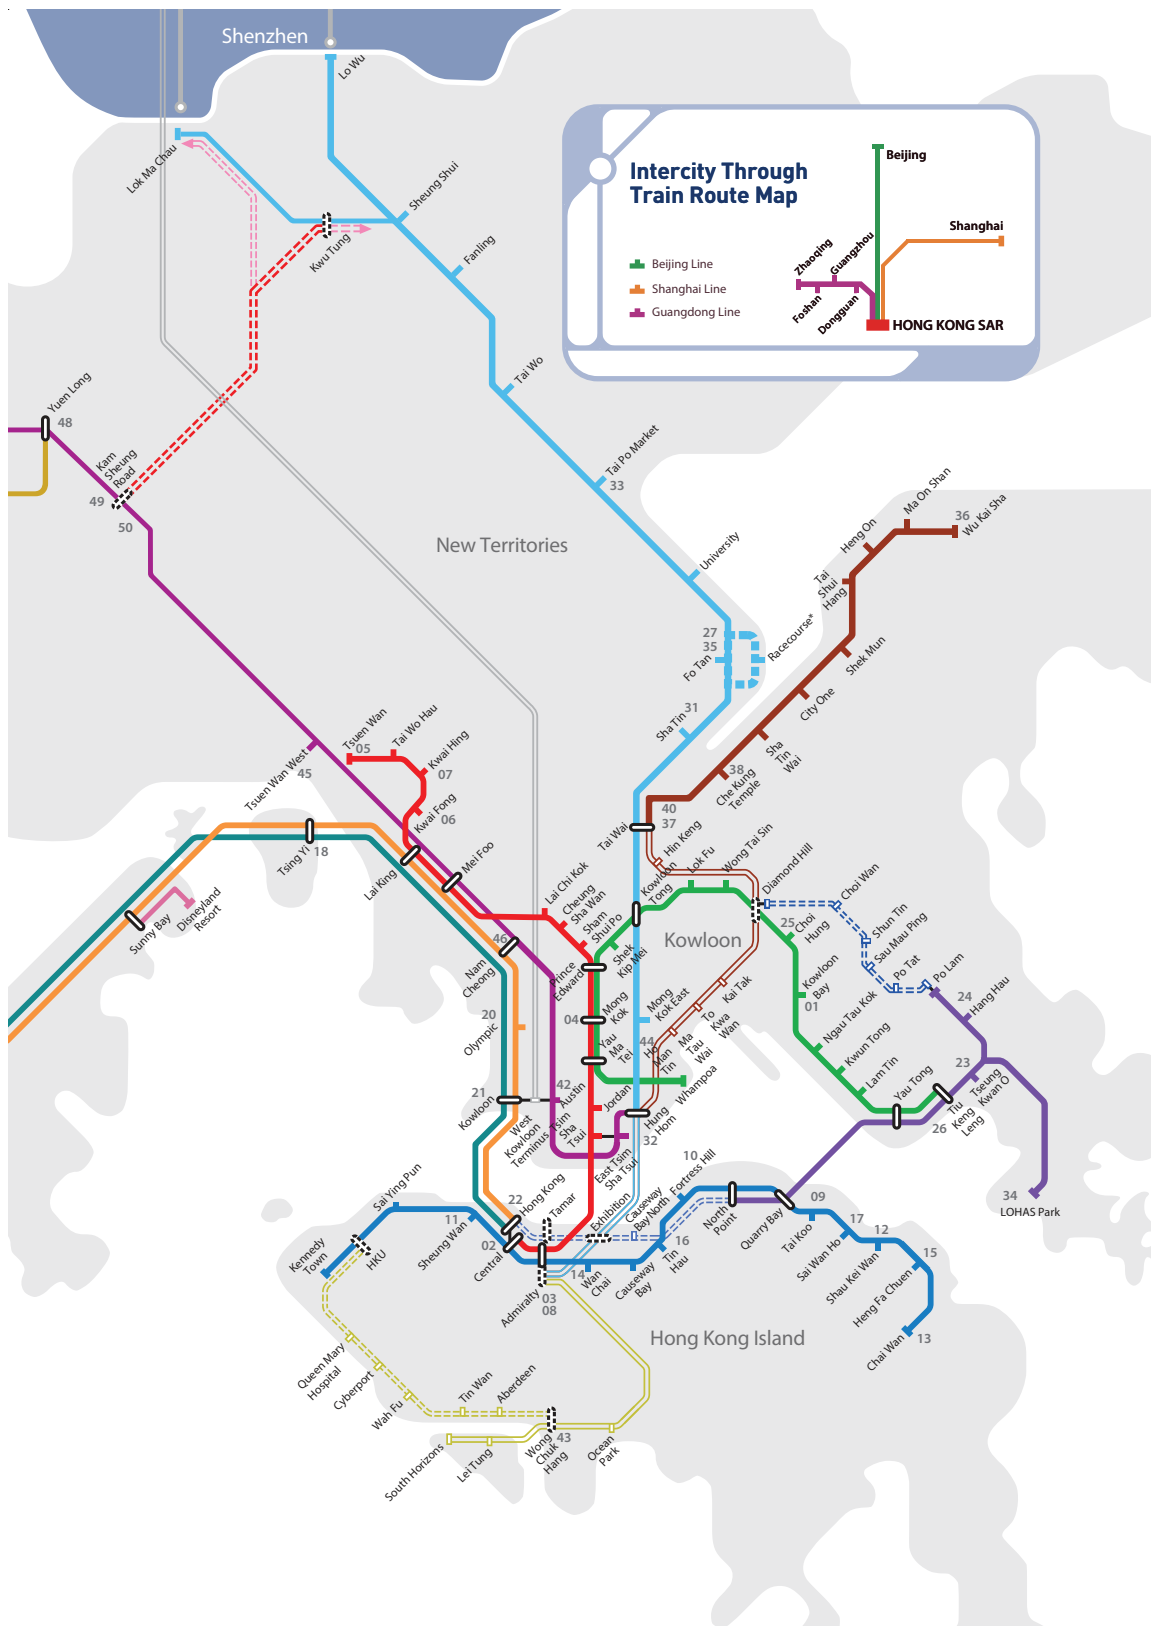 Shenzhen
Lo Wu
Lok Ma Chau
Sheung Shui
Kwu Tung
Fanling
Intercity Through
Train Route Map
Beijing Line
Shanghai Line
Guangdong Line
Beijing
Shanghai
Zhaoqing
Guangzhou
Foshan
Dongguan
HONG KONG SAR
Tai Wo
Yuen Long
48
Kam
Sheung
Road
49
50
Tai Po Market
33
New Territories
University
Ma On Shan
36
Wu Kai Sha
Heng On
Tai
Shui
Hang
27
35
Fo Tan
Racecourse*
Shek Mun
City One
31
Sha Tin
Sha
Tin
Wai
38
Che Kung
Temple
Tsuen Wan West
45
Tsuen Wan
05
Tai Wo Hau
Kwai Hing
07
Kwai Fong
06
40
37
Tai Wai
Hin Keng
Tsing Yi
18
Lai King
Mei Foo
Lai Chi Kok
Cheung
Sha Wan
Sham
Shui Po
Kowloon
Tong
Lok Fu
Wong Tai Sin
Diamond Hill
Choi Wan
Shun Tin
Sau Mau Ping
Po Tat
Po Lam
24
Hang Hau
Sunny Bay
Disneyland
Resort
46
Nam
Cheong
Prince
Edward
Shek
Kip Mei
Kowloon
25
Choi
Hung
Kowloon
Bay
01
Kai Tak
To
Kwa
Wan
Ma
Tau
Wai
Mong
Kok East
44
Ho
Man
Tin
Whampoa
20
Olympic
04
Mong
Kok
Yau
Ma
Tei
Ngau Tau Kok
Kwun Tong
Lam Tin
Yau Tong
23
Tseung
Kwan O
Tiu
Keng
Leng
26
34
LOHAS Park
21
Kowloon
42
Austin
West
Kowloon
Terminus
Jordan
Tsim
Sha
Tsui
East Tsim
Sha Tsui
Hung
Hom
32
22
Hong Kong
Tamar
Exhibition
Causeway
Bay North
10
Fortress Hill
North
Point
Quarry Bay
09
Tai Koo
17
Sai Wan Ho
12
Shau Kei Wan
15
Heng Fa Chuen
13
Chai Wan
Sai Ying Pun
11
Sheung Wan
02
Central
Kennedy
Town
HKU
Admiralty
03
08
14
Wan
Chai
Causeway
Bay
16
Tin
Hau
Hong Kong Island
Queen Mary
Hospital
Cyberport
Wah Fu
Tin Wan
Aberdeen
South Horizons
Lei Tung
Wong
Chuk
Hang
43
Ocean
Park